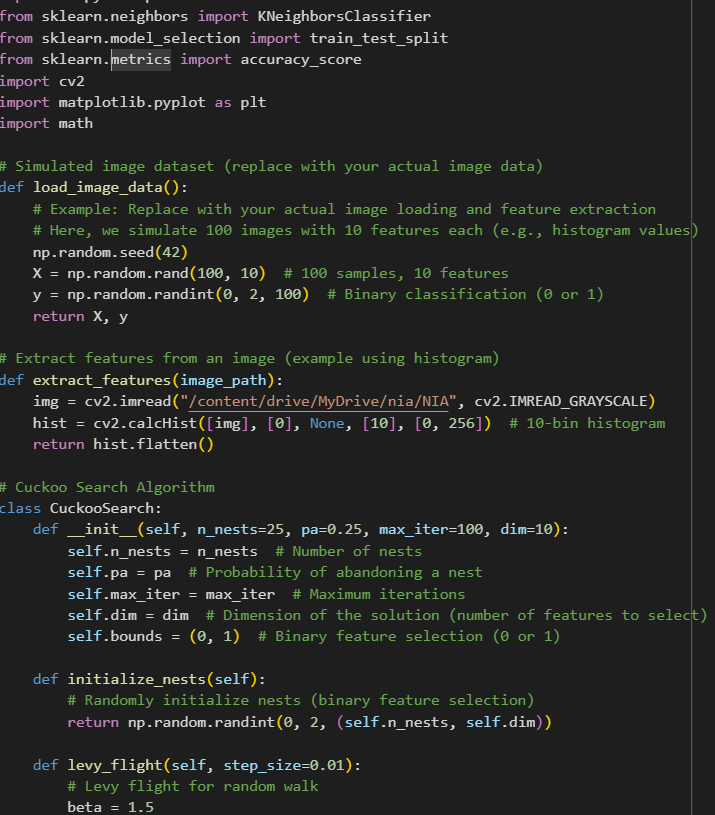 from sklearn.neighbors import KNeighborsClassifier
from sklearn.model_selection import train_test_split
from sklearn.metrics import accuracy_score
import cv2
import matplotlib.pyplot as plt
import math

# Simulated image dataset (replace with your actual image data)
def load_image_data():
    # Example: Replace with your actual image loading and feature extraction
    # Here, we simulate 100 images with 10 features each (e.g., histogram values)
    np.random.seed(42)
    X = np.random.rand(100, 10)  # 100 samples, 10 features
    y = np.random.randint(0, 2, 100)  # Binary classification (0 or 1)
    return X, y

# Extract features from an image (example using histogram)
def extract_features(image_path):
    img = cv2.imread("/content/drive/MyDrive/nia/NIA", cv2.IMREAD_GRAYSCALE)
    hist = cv2.calcHist([img], [0], None, [10], [0, 256])  # 10-bin histogram
    return hist.flatten()

# Cuckoo Search Algorithm
class CuckooSearch:
    def __init__(self, n_nests=25, pa=0.25, max_iter=100, dim=10):
        self.n_nests = n_nests  # Number of nests
        self.pa = pa  # Probability of abandoning a nest
        self.max_iter = max_iter  # Maximum iterations
        self.dim = dim  # Dimension of the solution (number of features to select)
        self.bounds = (0, 1)  # Binary feature selection (0 or 1)

    def initialize_nests(self):
        # Randomly initialize nests (binary feature selection)
        return np.random.randint(0, 2, (self.n_nests, self.dim))

    def levy_flight(self, step_size=0.01):
        # Levy flight for random walk
        beta = 1.5